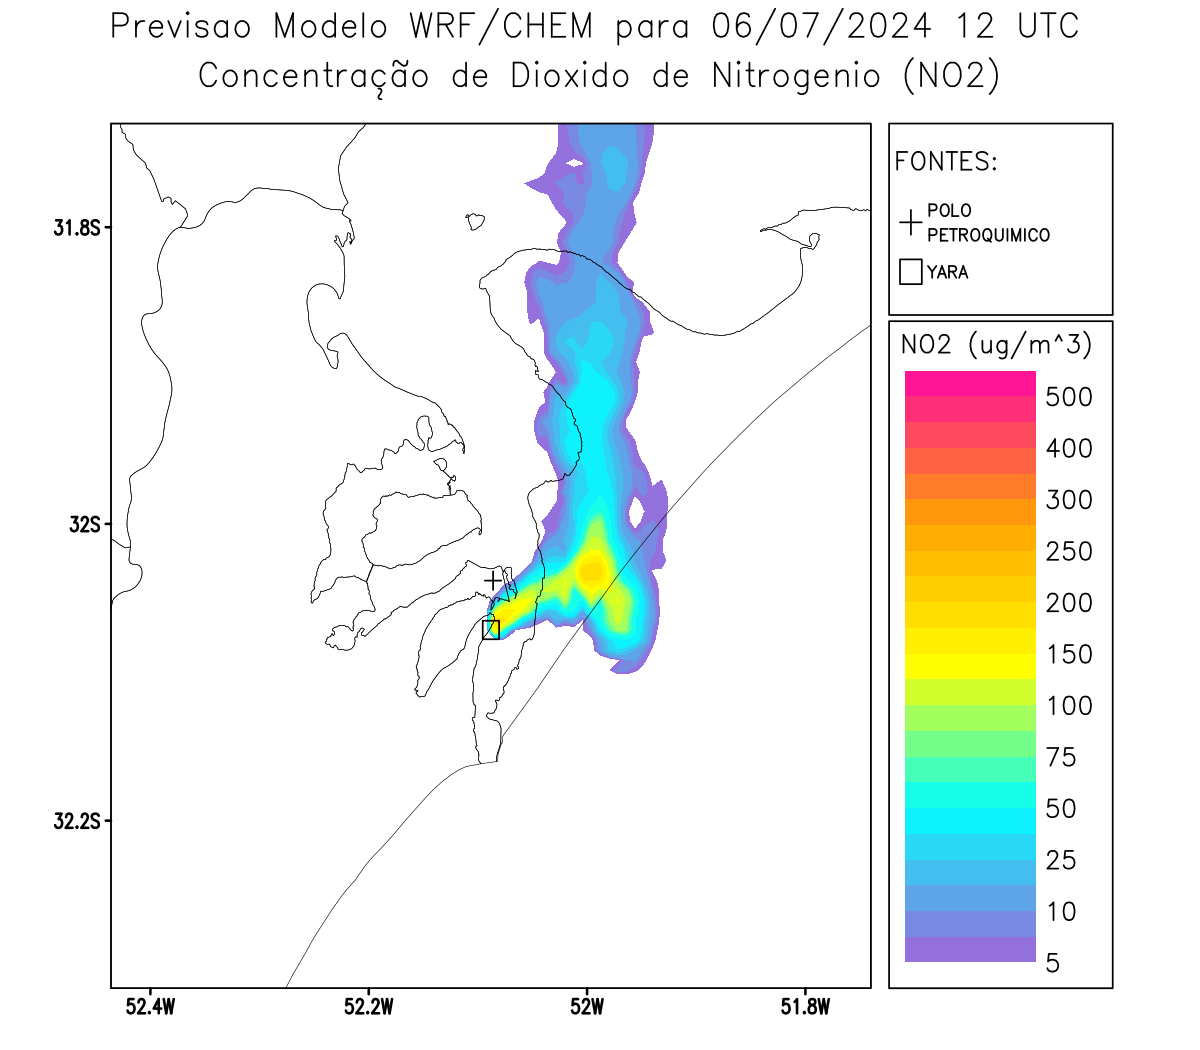 Previsao Modelo WRF/CHEM para 06/07/2024 12 UTC
Concentração de Dioxido de Nitrogenio (NO2)
FONTES:
POLO
PETROQUIMICO
YARA
NO2 (ug/m^3)
500
400
300
250
200
150
100
75
50
25
10
5
31.8S
32S
32.2S
52.4W
52.2W
52W
51.8W